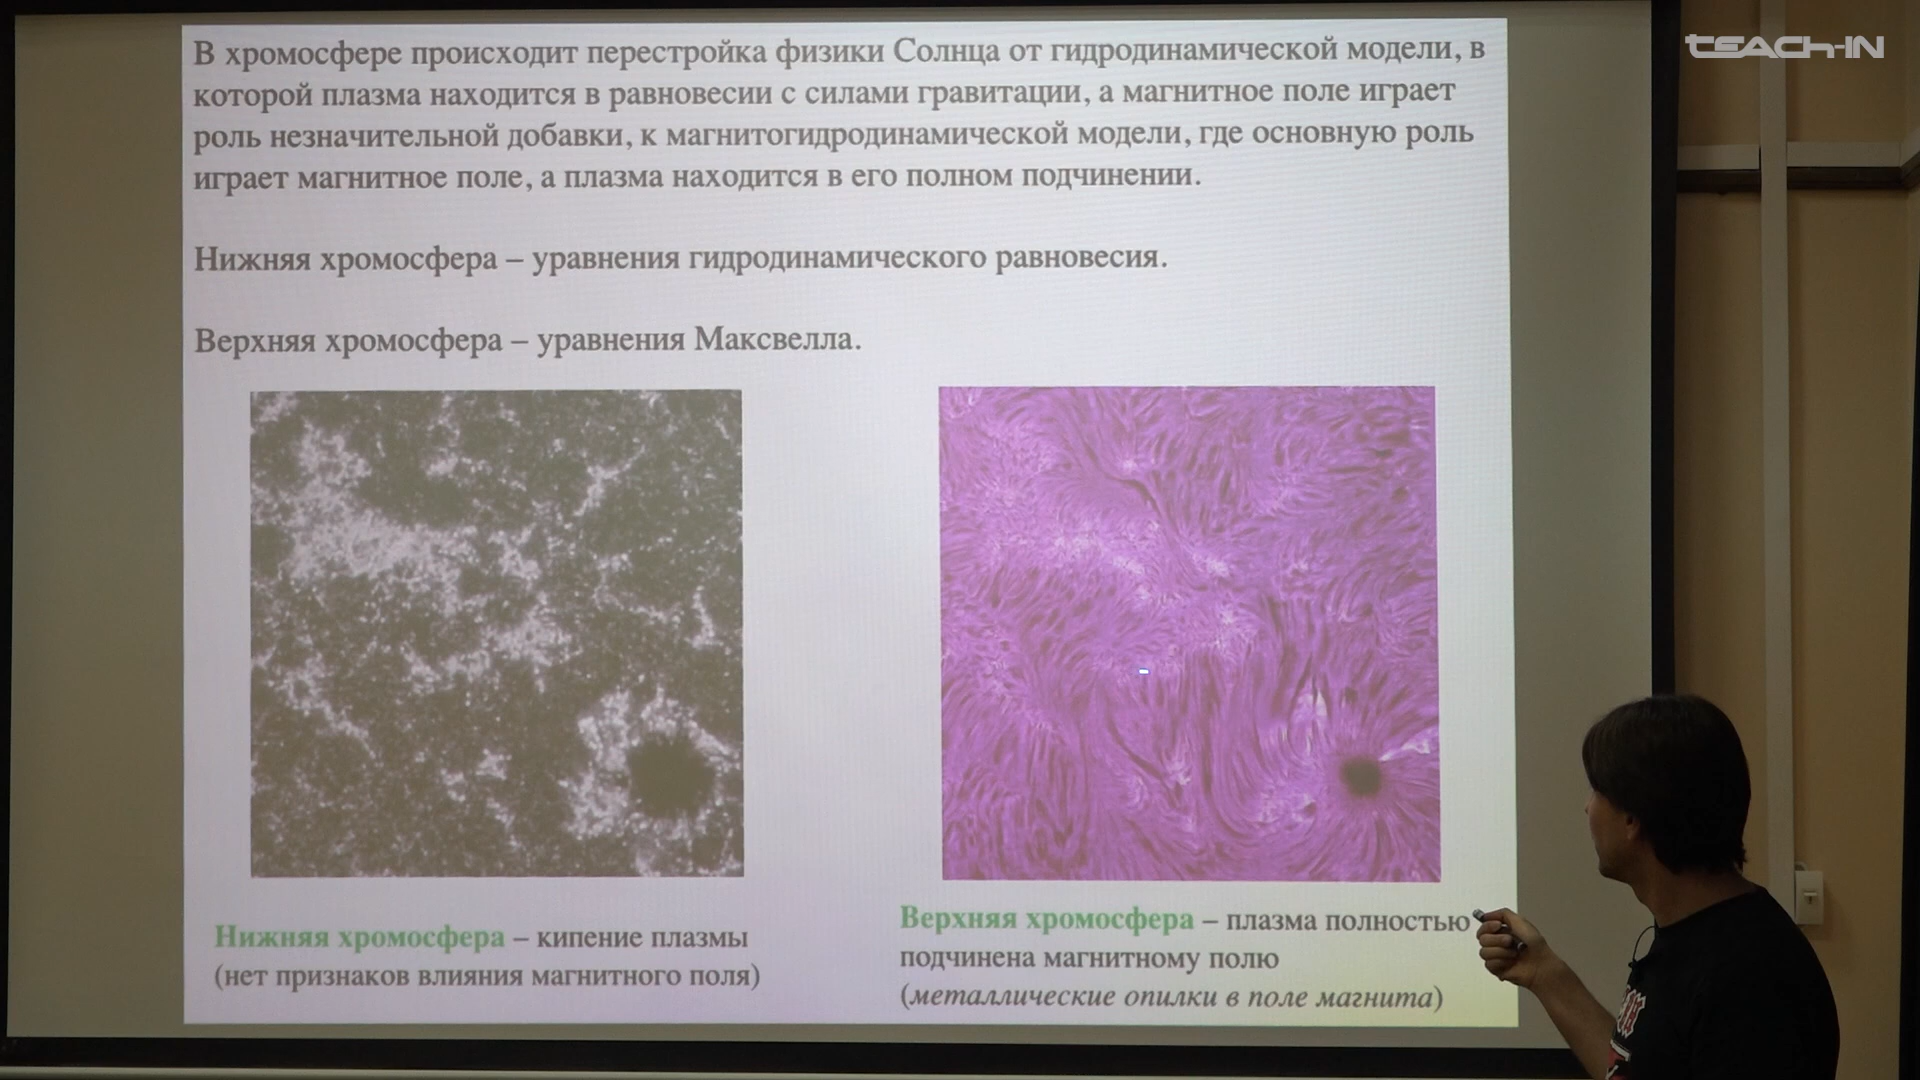 TEACH-IN
В хромосфере происходит перестройка физики Солнца от гидродинамической модели, в
которой плазма находится в равновесии с силами гравитации, а магнитное поле играет
роль незначительной добавки, к магнитогидродинамической модели, где основную роль
играет магнитное поле, а плазма находится в его полном подчинении.
Нижняя хромосфера – уравнения гидродинамического равновесия.
Верхняя хромосфера – уравнения Максвелла.
Нижняя хромосфера – кипение плазмы
(нет признаков влияния магнитного поля)
Верхняя хромосфера – плазма полностью
подчинена магнитному полю
(металлические опилки в поле магнита)